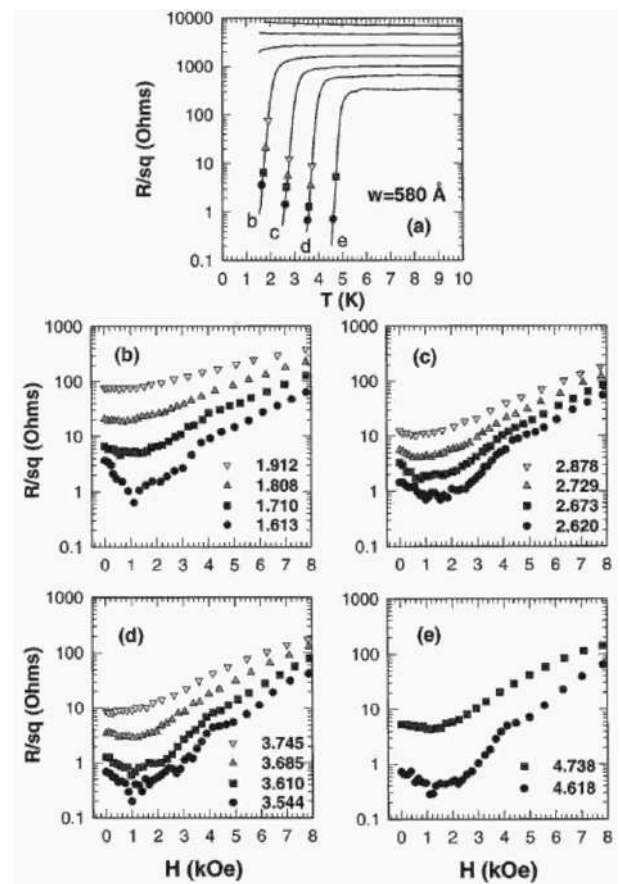 10000
1000
100
10
1
0.1
R/sq (Ohms)
b
c
d
e
w=580 Å
(a)
0 1 2 3 4 5 6 7 8 9 10
T (K)
1000
100
10
1
0.1
R/sq (Ohms)
(b)
1.912
1.808
1.710
1.613
0 1 2 3 4 5 6 7 8
1000
100
10
1
0.1
(c)
2.878
2.729
2.673
2.620
0 1 2 3 4 5 6 7 8
1000
100
10
1
0.1
R/sq (Ohms)
(d)
3.745
3.685
3.610
3.544
0 1 2 3 4 5 6 7 8
H (kOe)
1000
100
10
1
0.1
(e)
4.738
4.618
0 1 2 3 4 5 6 7 8
H (kOe)